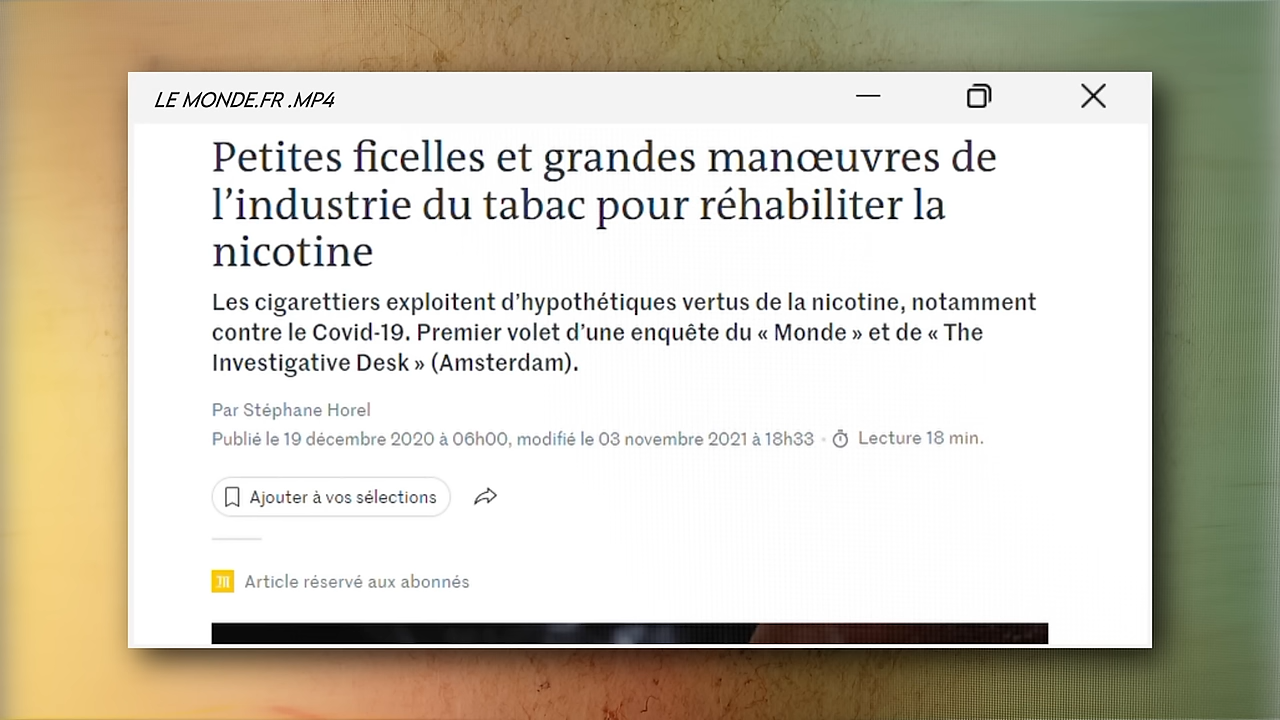 LE MONDE.FR .MP4
Petites ficelles et grandes manœuvres de
l’industrie du tabac pour réhabiliter la
nicotine
Les cigarettiers exploitent d’hypothétiques vertus de la nicotine, notamment
contre le Covid-19. Premier volet d’une enquête du « Monde » et de « The
Investigative Desk » (Amsterdam).
Par Stéphane Horel
Publié le 19 décembre 2020 à 06h00, modifié le 03 novembre 2021 à 18h33 · Lecture 18 min.
Ajouter à vos sélections
M Article réservé aux abonnés